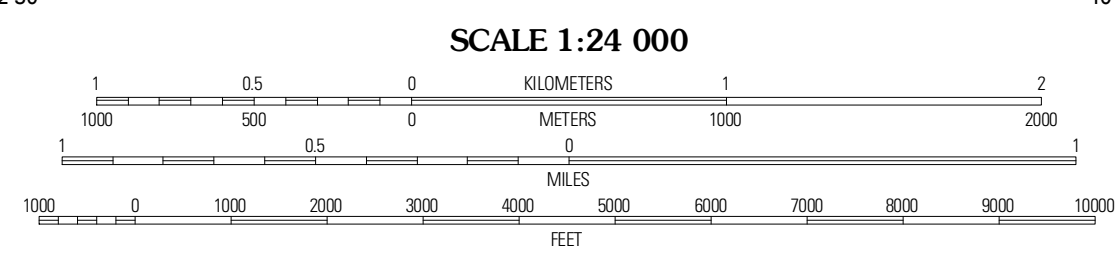 SCALE 1:24 000
1 0.5 0 KILOMETERS 1 2
1000 500 0 METERS 1000 2000
1 0.5 0 1
MILES
1000 0 1000 2000 3000 4000 5000 6000 7000 8000 9000 10000
FEET